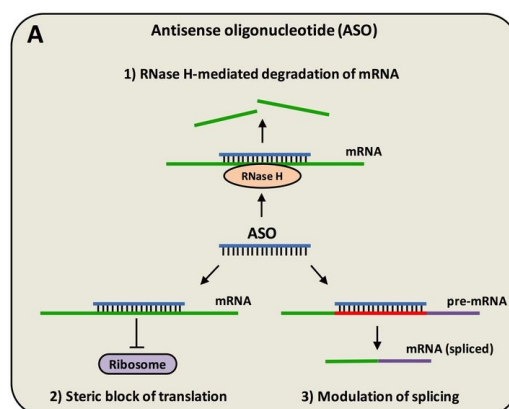 A
Antisense oligonucleotide (ASO)
1) RNase H-mediated degradation of mRNA
mRNA
RNase H
ASO
mRNA
pre-mRNA
mRNA (spliced)
Ribosome
2) Steric block of translation
3) Modulation of splicing